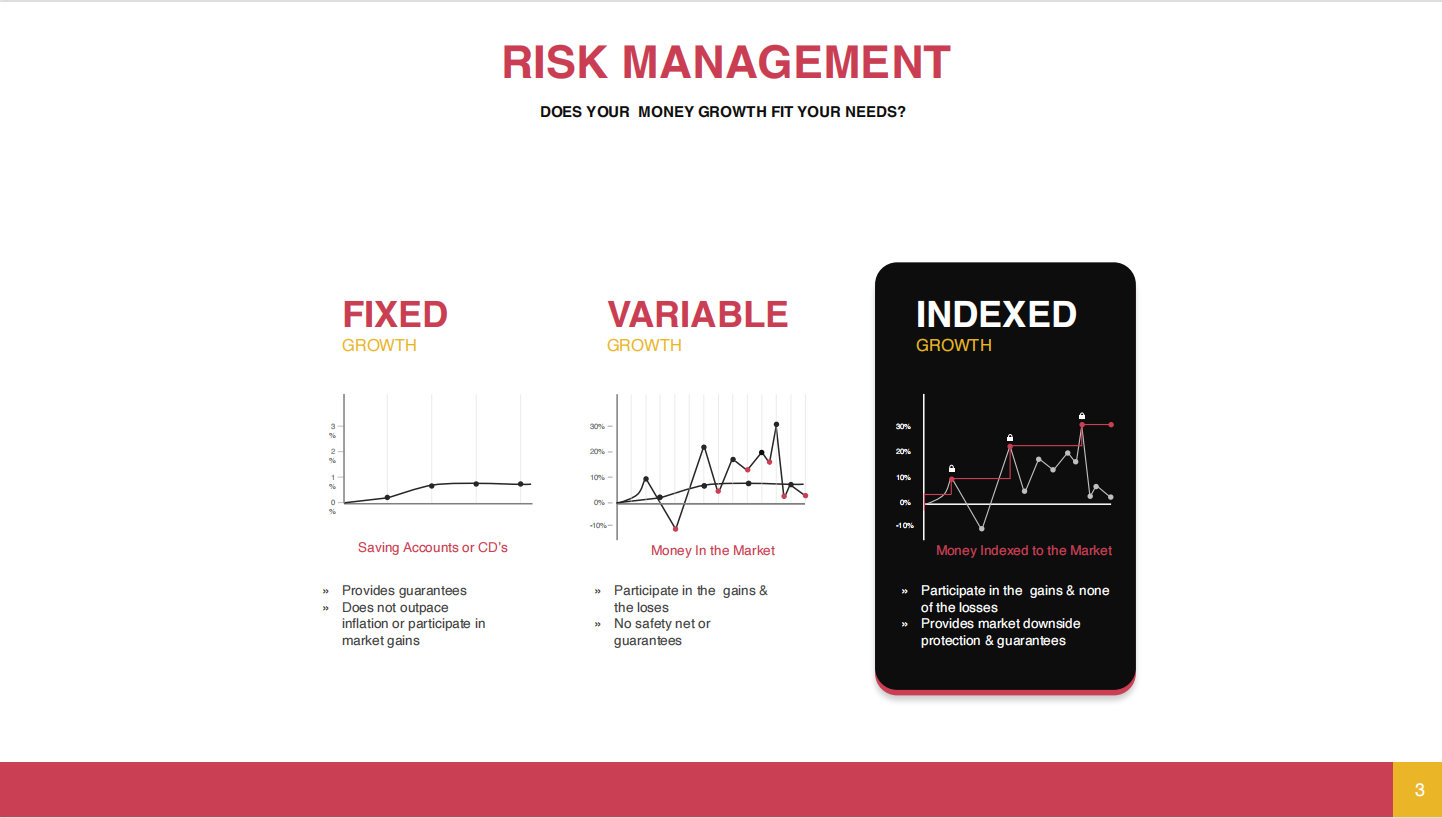 RISK MANAGEMENT
DOES YOUR  MONEY GROWTH FIT YOUR NEEDS?
FIXED
GROWTH
3
%
2
%
1
%
0
%
Saving Accounts or CD's
» Provides guarantees
» Does not outpace
inflation or participate in
market gains
VARIABLE
GROWTH
30%
20%
10%
0%
-10%
Money In the Market
» Participate in the  gains &
the loses
» No safety net or
guarantees
INDEXED
GROWTH
30%
20%
10%
0%
-10%
Money Indexed to the Market
» Participate in the  gains & none
of the losses
» Provides market downside
protection & guarantees
3